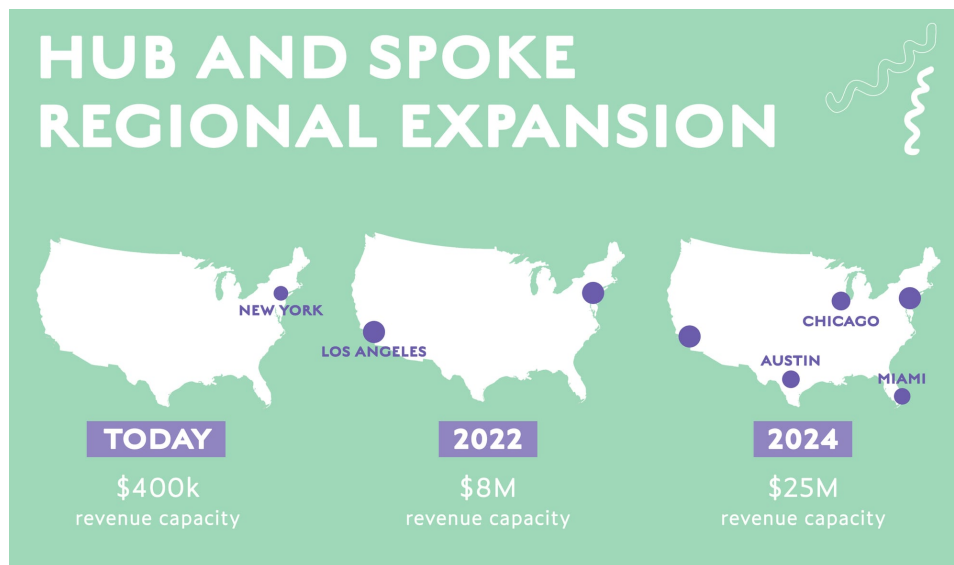 HUB AND SPOKE
REGIONAL EXPANSION
NEW YORK
LOS ANGELES
CHICAGO
AUSTIN
MIAMI
TODAY
$400k
revenue capacity
2022
$8M
revenue capacity
2024
$25M
revenue capacity